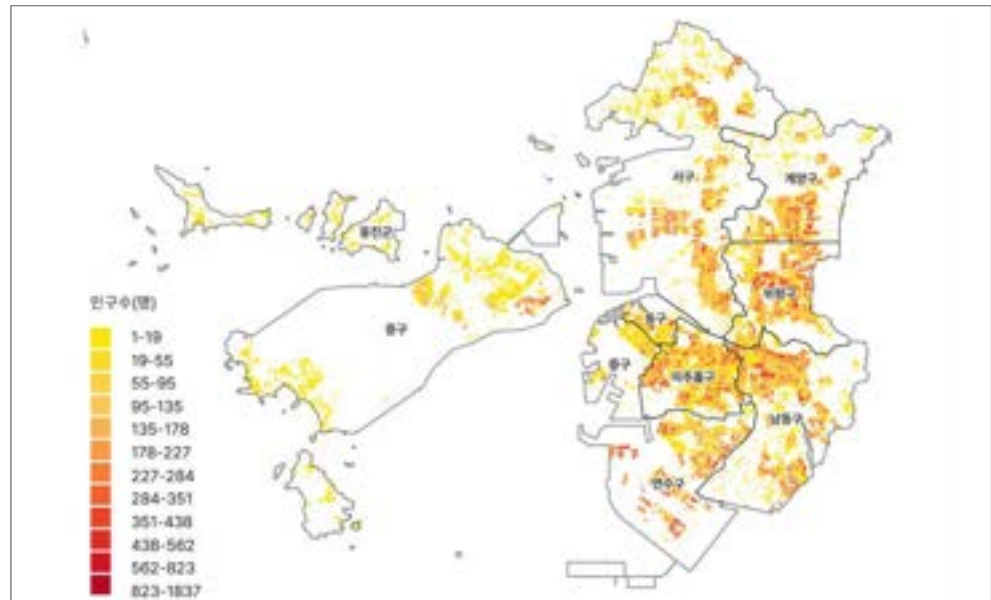 서구
계양구
옹진군
부평구
인구수(명)
중구
동구
중구
미추홀구
남동구
연수구
1-19
19-55
55-95
95-135
135-178
178-227
227-284
284-351
351-438
438-562
562-823
823-1837